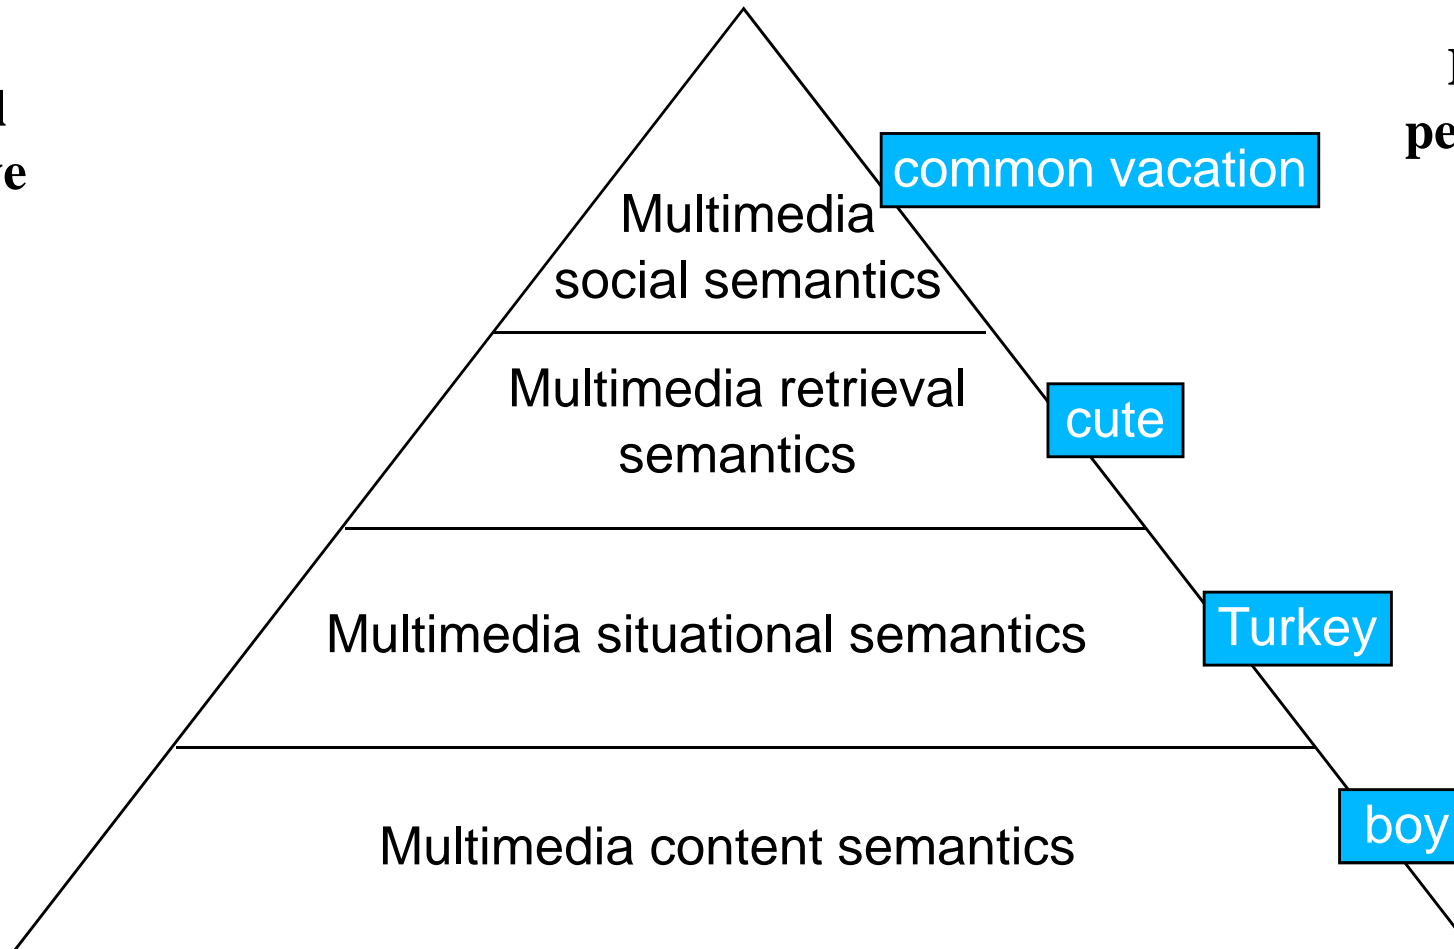 common vacation
Multimedia
social semantics
Multimedia retrieval
semantics
cute
Multimedia situational semantics
Turkey
Multimedia content semantics
boy